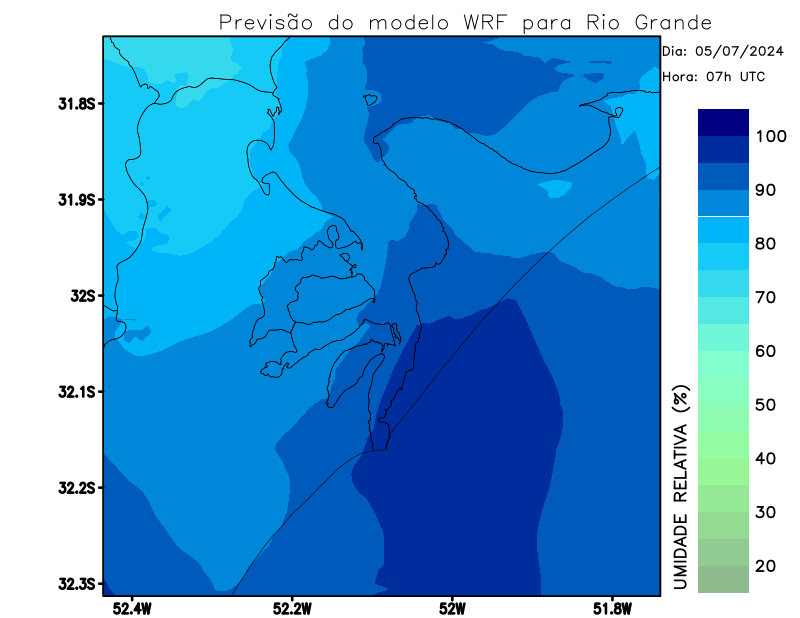 Previsão do modelo WRF para Rio Grande
Dia: 05/07/2024
Hora: 07h UTC
31.8S
31.9S
32S
32.1S
32.2S
32.3S
52.4W
52.2W
52W
51.8W
100
90
80
70
60
50
40
30
20
UMIDADE RELATIVA (%)